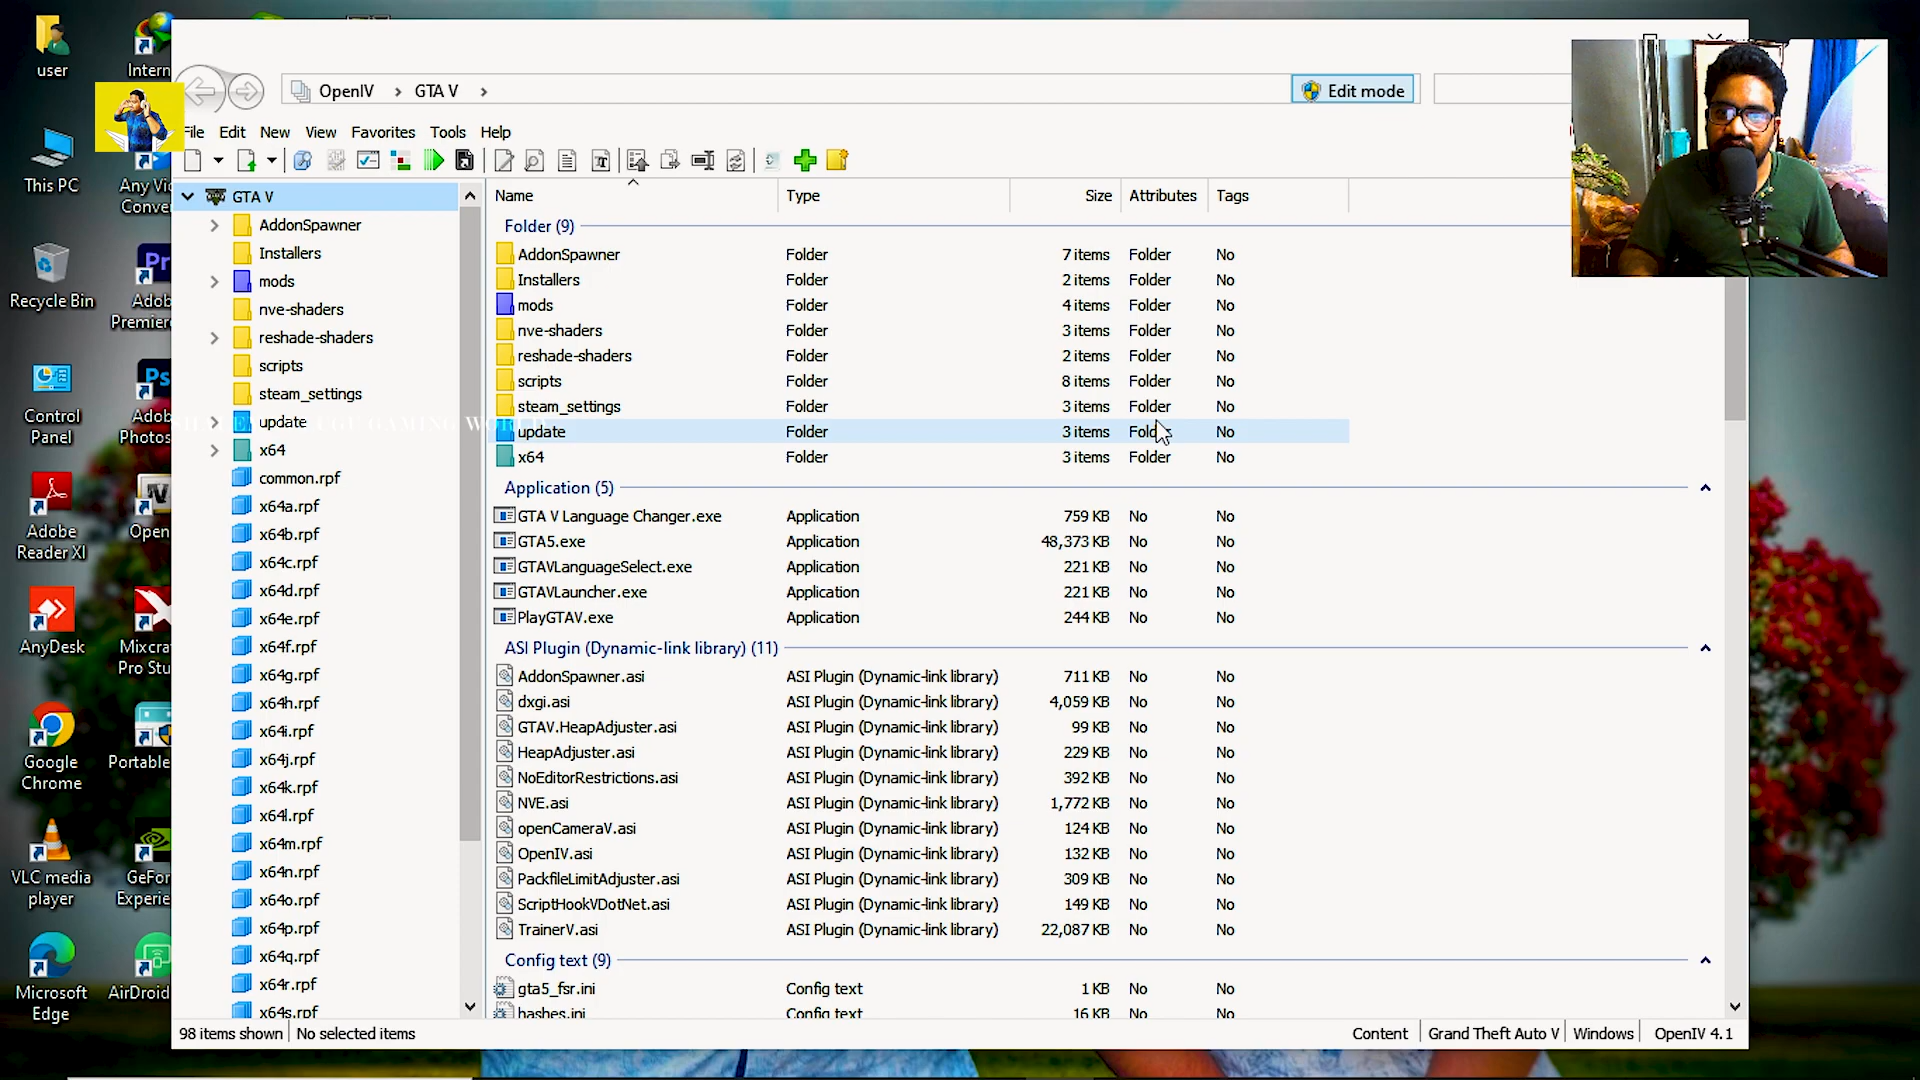 user
Intern
This PC
Any Vid
Conver
Recycle Bin
Adob
Premiere
Control
Panel
Adob
Photos
Adobe
Reader XI
Open
AnyDesk
Mixcra
Pro Stu
Google
Chrome
Portable
VLC media
player
GeFor
Experie
Microsoft
Edge
AirDroid
OpenIV > GTA V >
Edit mode
File Edit New View Favorites Tools Help
GTA V
AddonSpawner
Installers
mods
nve-shaders
reshade-shaders
scripts
steam_settings
update
x64
common.rpf
x64a.rpf
x64b.rpf
x64c.rpf
x64d.rpf
x64e.rpf
x64f.rpf
x64g.rpf
x64h.rpf
x64i.rpf
x64j.rpf
x64k.rpf
x64l.rpf
x64m.rpf
x64n.rpf
x64o.rpf
x64p.rpf
x64q.rpf
x64r.rpf
x64s.rpf
Name Type Size Attributes Tags
Folder (9)
AddonSpawner Folder 7 items Folder No
Installers Folder 2 items Folder No
mods Folder 4 items Folder No
nve-shaders Folder 3 items Folder No
reshade-shaders Folder 2 items Folder No
scripts Folder 8 items Folder No
steam_settings Folder 3 items Folder No
update Folder 3 items Folder No
x64 Folder 3 items Folder No
Application (5)
GTA V Language Changer.exe Application 759 KB No No
GTA5.exe Application 48,373 KB No No
GTAVLanguageSelect.exe Application 221 KB No No
GTAVLauncher.exe Application 221 KB No No
PlayGTAV.exe Application 244 KB No No
ASI Plugin (Dynamic-link library) (11)
AddonSpawner.asi ASI Plugin (Dynamic-link library) 711 KB No No
dxgi.asi ASI Plugin (Dynamic-link library) 4,059 KB No No
GTAV.HeapAdjuster.asi ASI Plugin (Dynamic-link library) 99 KB No No
HeapAdjuster.asi ASI Plugin (Dynamic-link library) 229 KB No No
NoEditorRestrictions.asi ASI Plugin (Dynamic-link library) 392 KB No No
NVE.asi ASI Plugin (Dynamic-link library) 1,772 KB No No
openCameraV.asi ASI Plugin (Dynamic-link library) 124 KB No No
OpenIV.asi ASI Plugin (Dynamic-link library) 132 KB No No
PackfileLimitAdjuster.asi ASI Plugin (Dynamic-link library) 309 KB No No
ScriptHookVDotNet.asi ASI Plugin (Dynamic-link library) 149 KB No No
TrainerV.asi ASI Plugin (Dynamic-link library) 22,087 KB No No
Config text (9)
gta5_fsr.ini Config text 1 KB No No
hashes.ini Config text 16 KB No No
98 items shown No selected items
Content Grand Theft Auto V Windows OpenIV 4.1